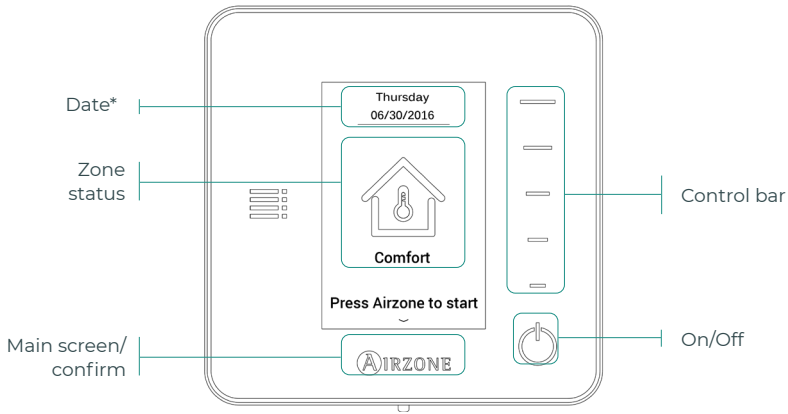 Date*
Thursday
06/30/2016
Zone
status
Comfort
Control bar
Press Airzone to start
Main screen/
confirm
AIRZONE
On/Off